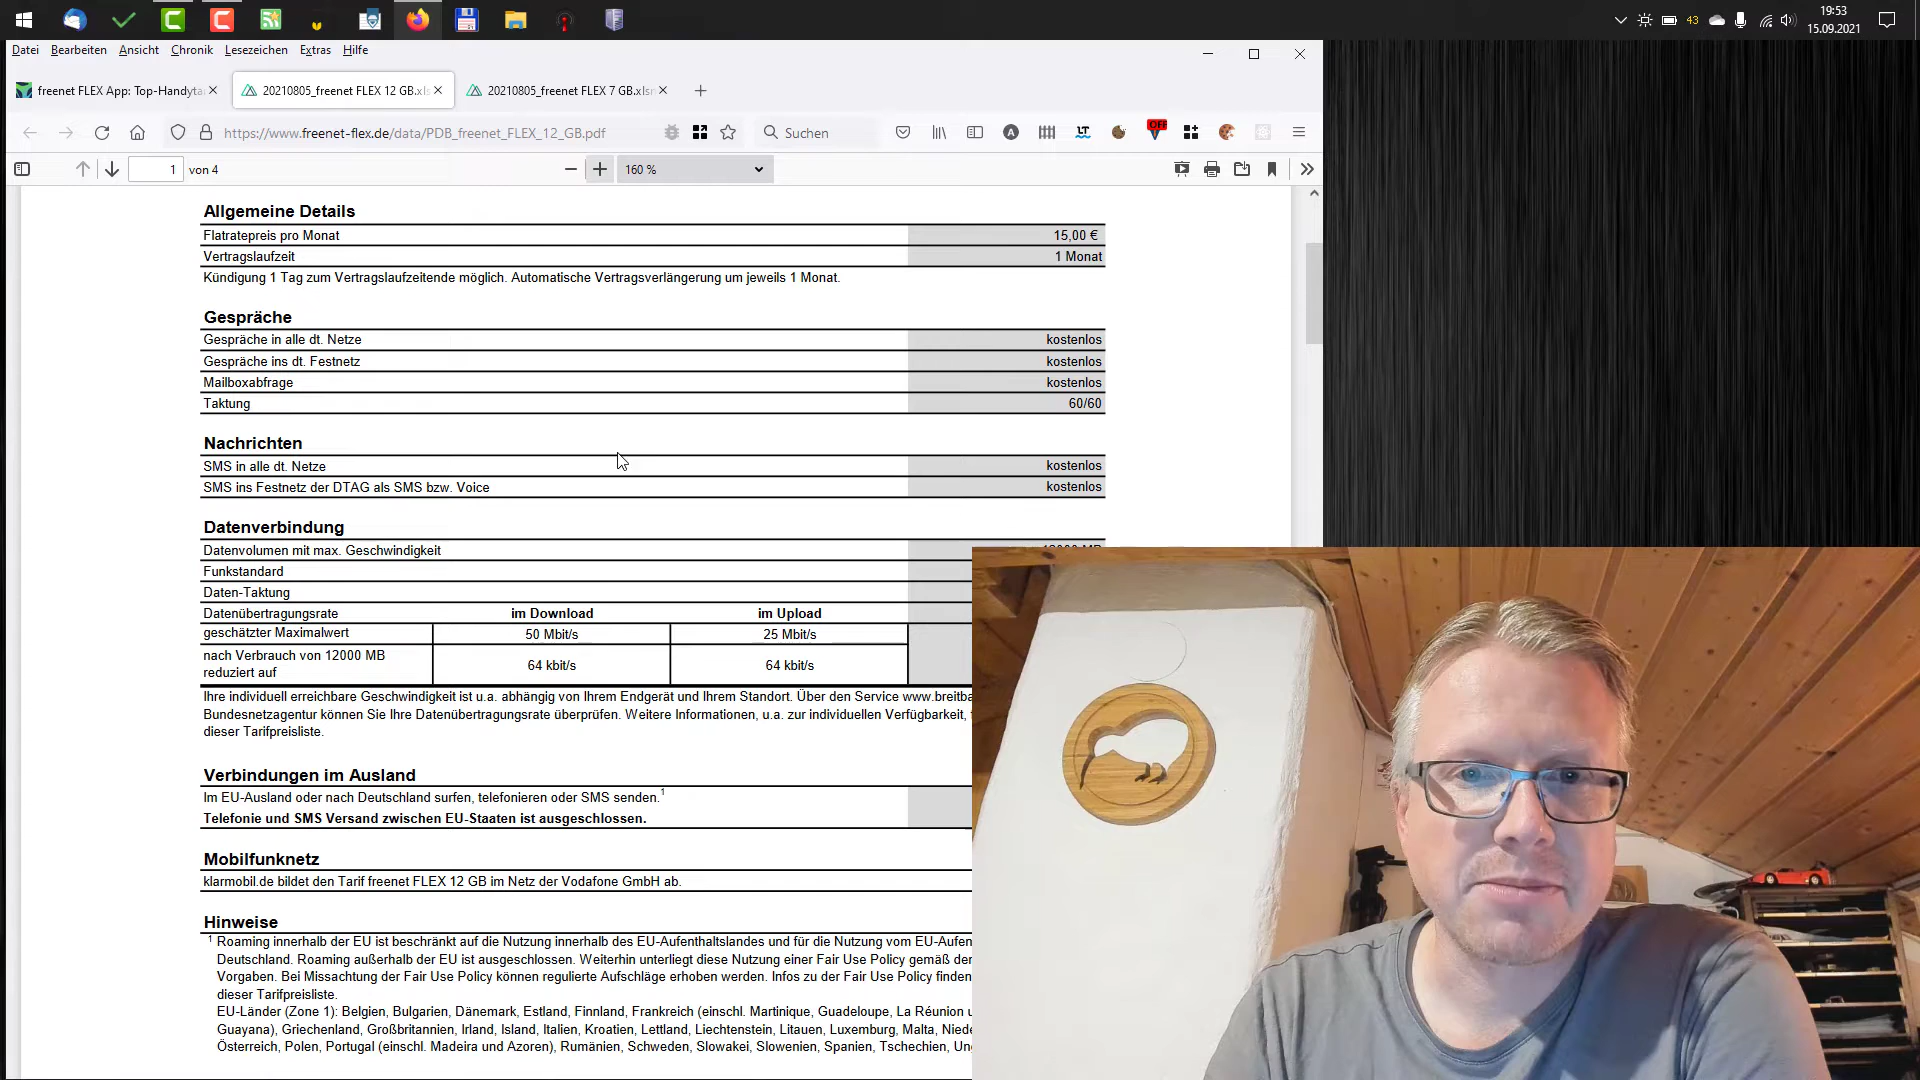 43
19:53
15.09.2021
Datei Bearbeiten Ansicht Chronik Lesezeichen Extras Hilfe
freenet FLEX App: Top-Handyta
20210805_freenet FLEX 12 GB.xls
20210805_freenet FLEX 7 GB.xlsm
https://www.freenet-flex.de/data/PDB_freenet_FLEX_12_GB.pdf
Suchen
OFF
1 von 4
160 %
Allgemeine Details
Flatratepreis pro Monat 15,00 €
Vertragslaufzeit 1 Monat
Kündigung 1 Tag zum Vertragslaufzeitende möglich. Automatische Vertragsverlängerung um jeweils 1 Monat.
Gespräche
Gespräche in alle dt. Netze kostenlos
Gespräche ins dt. Festnetz kostenlos
Mailboxabfrage kostenlos
Taktung 60/60
Nachrichten
SMS in alle dt. Netze kostenlos
SMS ins Festnetz der DTAG als SMS bzw. Voice kostenlos
Datenverbindung
Datenvolumen mit max. Geschwindigkeit
Funkstandard
Daten-Taktung
Datenübertragungsrate im Download im Upload
geschätzter Maximalwert 50 Mbit/s 25 Mbit/s
nach Verbrauch von 12000 MB
reduziert auf 64 kbit/s 64 kbit/s
Ihre individuell erreichbare Geschwindigkeit ist u.a. abhängig von Ihrem Endgerät und Ihrem Standort. Über den Service www.breitba
Bundesnetzagentur können Sie Ihre Datenübertragungsrate überprüfen. Weitere Informationen, u.a. zur individuellen Verfügbarkeit,
dieser Tarifpreisliste.
Verbindungen im Ausland
Im EU-Ausland oder nach Deutschland surfen, telefonieren oder SMS senden.1
Telefonie und SMS Versand zwischen EU-Staaten ist ausgeschlossen.
Mobilfunknetz
klarmobil.de bildet den Tarif freenet FLEX 12 GB im Netz der Vodafone GmbH ab.
Hinweise
1 Roaming innerhalb der EU ist beschränkt auf die Nutzung innerhalb des EU-Aufenthaltslandes und für die Nutzung vom EU-Aufen
Deutschland. Roaming außerhalb der EU ist ausgeschlossen. Weiterhin unterliegt diese Nutzung einer Fair Use Policy gemäß der
Vorgaben. Bei Missachtung der Fair Use Policy können regulierte Aufschläge erhoben werden. Infos zu der Fair Use Policy finden
dieser Tarifpreisliste.
EU-Länder (Zone 1): Belgien, Bulgarien, Dänemark, Estland, Finnland, Frankreich (einschl. Martinique, Guadeloupe, La Réunion u
Guayana), Griechenland, Großbritannien, Irland, Island, Italien, Kroatien, Lettland, Liechtenstein, Litauen, Luxemburg, Malta, Niede
Österreich, Polen, Portugal (einschl. Madeira und Azoren), Rumänien, Schweden, Slowakei, Slowenien, Spanien, Tschechien, Un